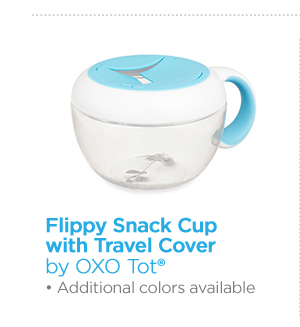 Flippy Snack Cup
with Travel Cover
by OXO Tot®
• Additional colors available